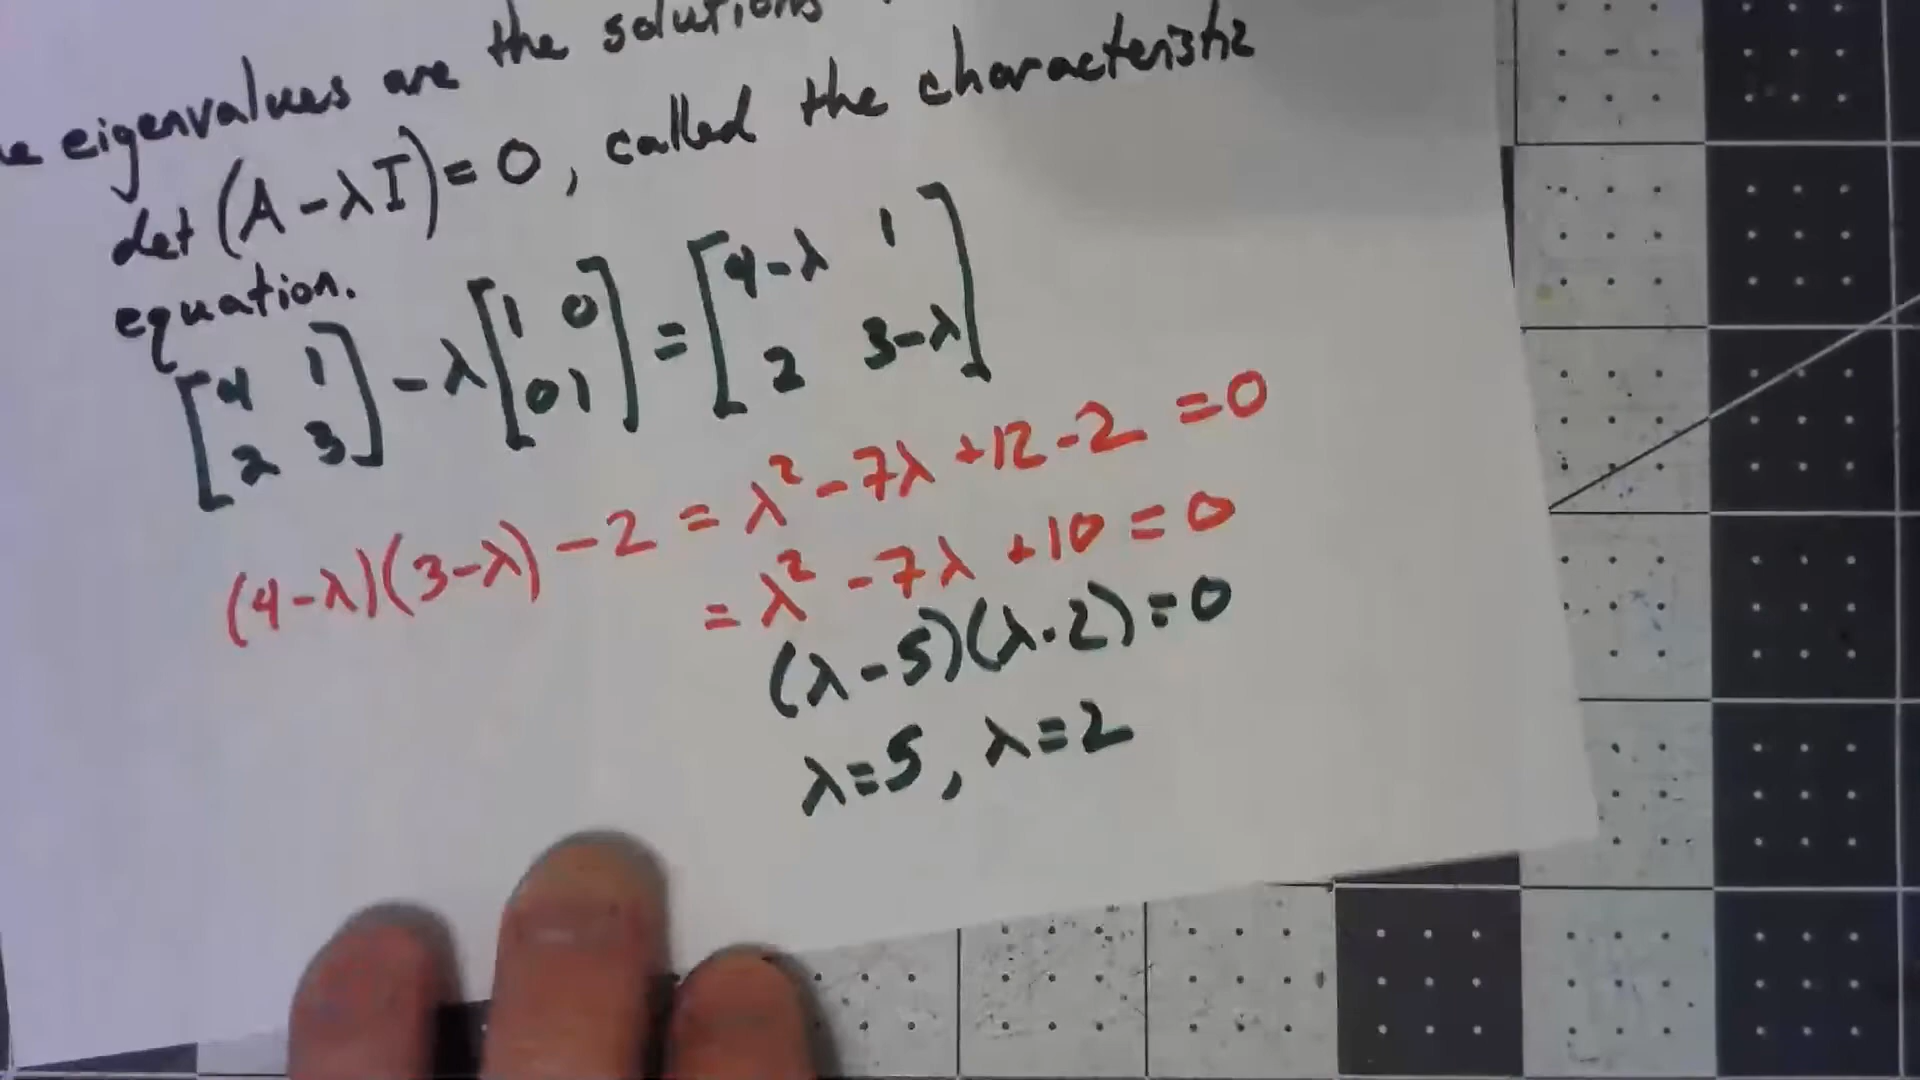 eigenvalues are the solutions
det (A - λI) = 0, called the characteristic
equation.
[4 1; 2 3] - λ [1 0; 0 1] = [4-λ 1; 2 3-λ]
(4-λ)(3-λ) - 2 = λ² - 7λ + 12 - 2 = 0
= λ² - 7λ + 10 = 0
(λ - 5)(λ - 2) = 0
λ = 5, λ = 2